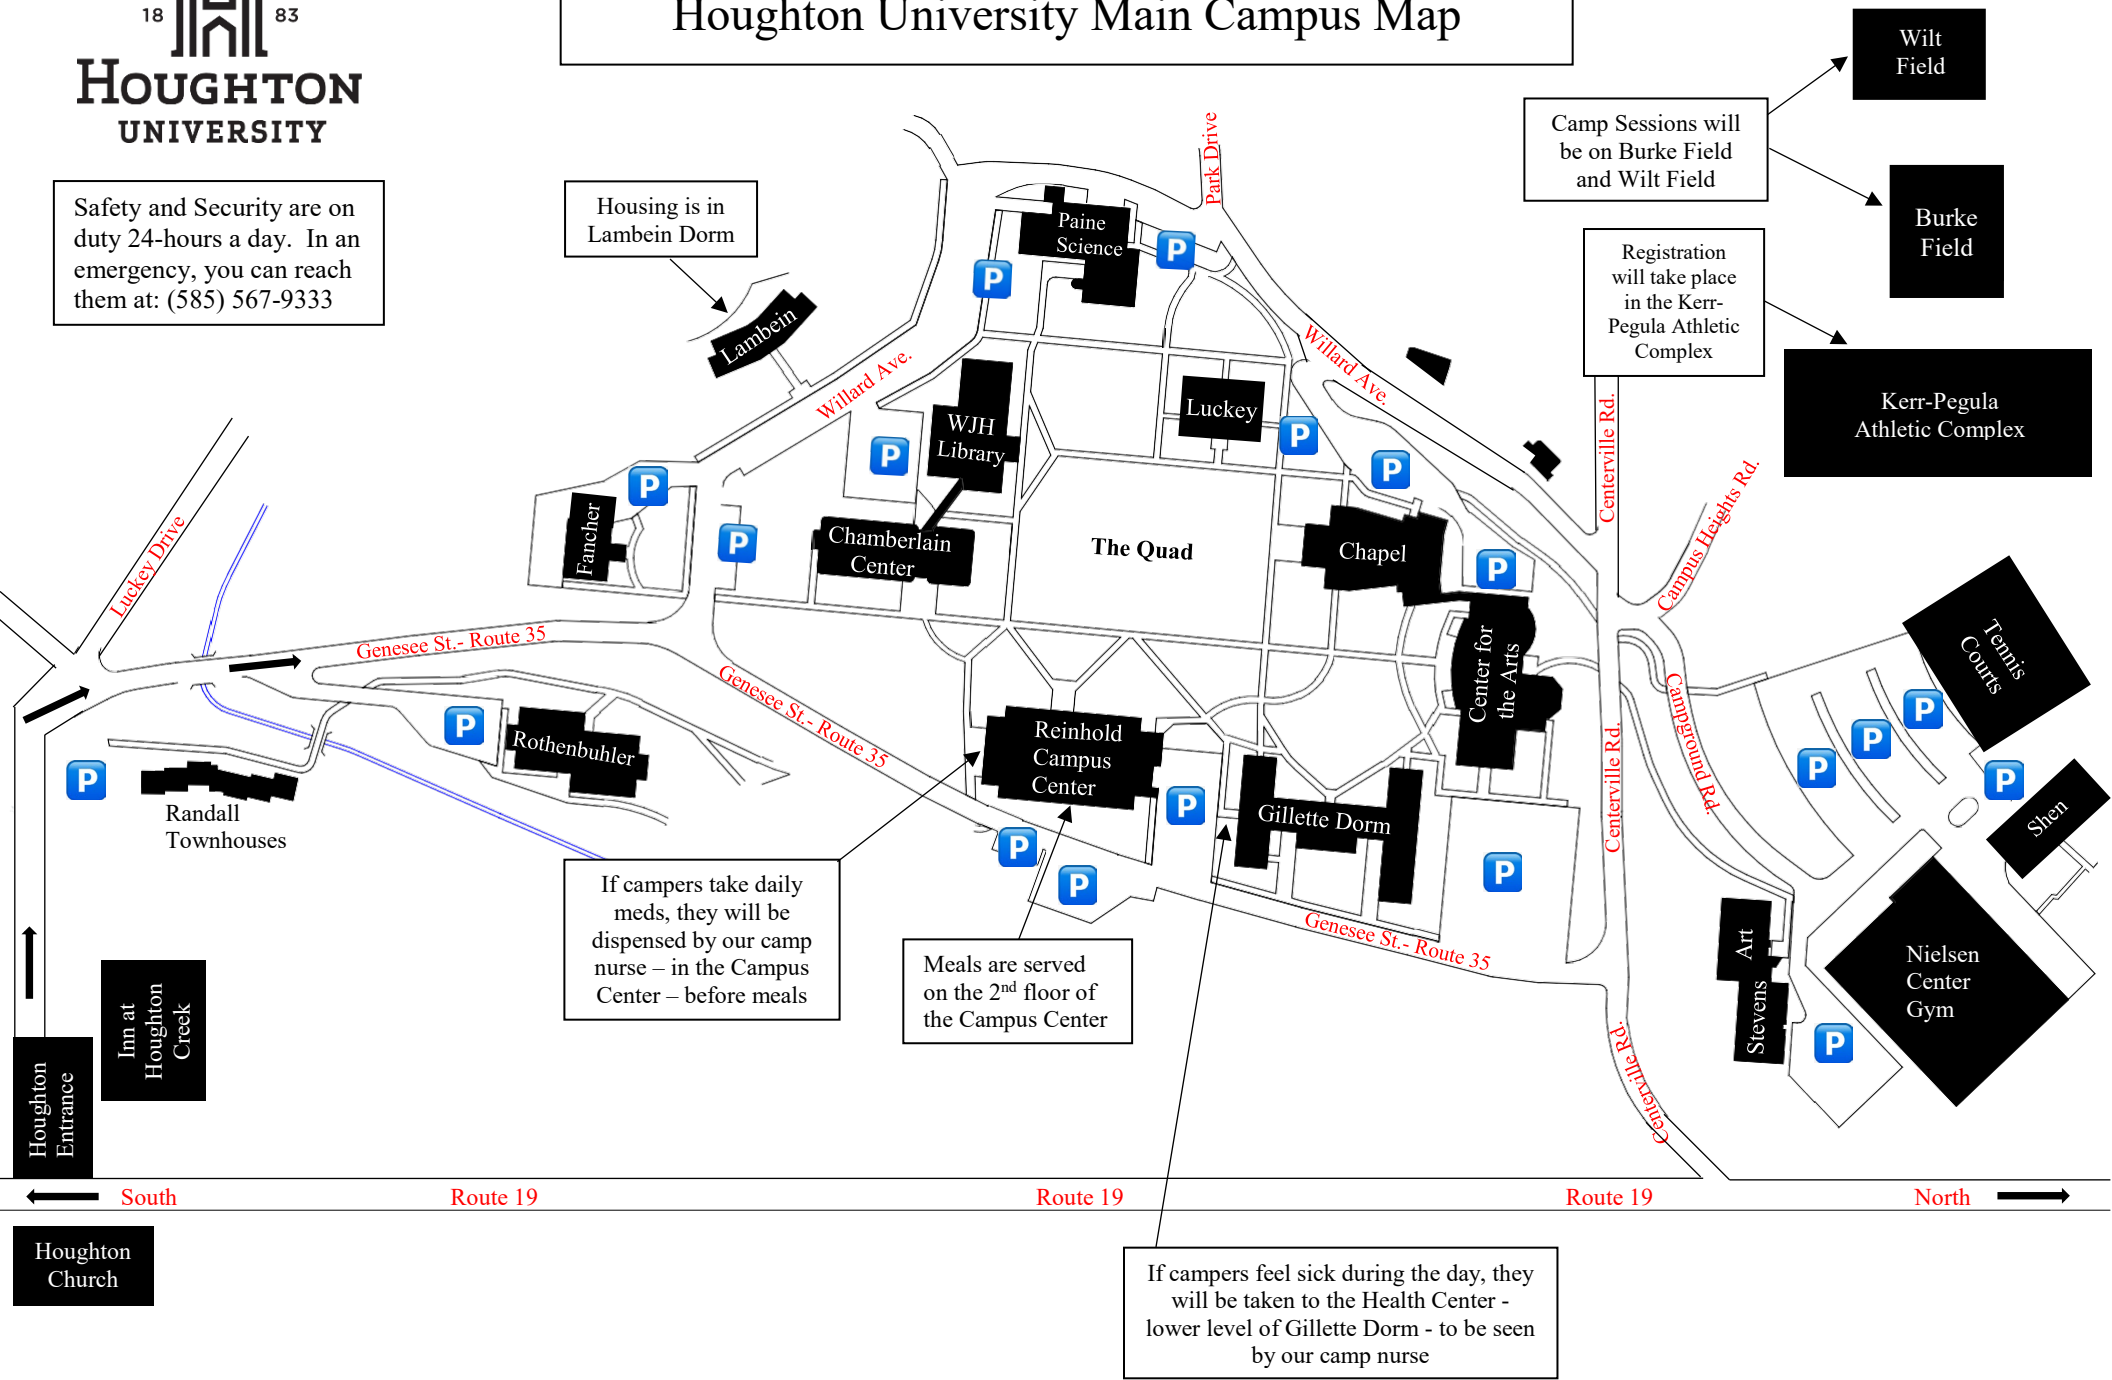 18 83
HOUGHTON
UNIVERSITY
Houghton University Main Campus Map
Safety and Security are on
duty 24-hours a day.  In an
emergency, you can reach
them at: (585) 567-9333
Housing is in
Lambein Dorm
Camp Sessions will
be on Burke Field
and Wilt Field
Wilt
Field
Burke
Field
Registration
will take place
in the Kerr-
Pegula Athletic
Complex
Kerr-Pegula
Athletic Complex
Park Drive
Paine
Science
P
P
Lambein
Willard Ave.
Willard Ave.
WJH
Library
Luckey
P
P
P
P
Fancher
P
Chamberlain
Center
The Quad
Chapel
P
Centerville Rd.
Campus Heights Rd.
Luckey Drive
Genesee St.- Route 35
Genesee St.- Route 35
Center for
the Arts
Tennis
Courts
Campground Rd.
Centerville Rd.
P
P
P
P
Shen
P
Rothenbuhler
P
Randall
Townhouses
Reinhold
Campus
Center
P
Gillette Dorm
P
P
P
Genesee St.- Route 35
If campers take daily
meds, they will be
dispensed by our camp
nurse – in the Campus
Center – before meals
Meals are served
on the 2nd floor of
the Campus Center
Art
Stevens
Nielsen
Center
Gym
P
Centerville Rd.
Inn at
Houghton
Creek
Houghton
Entrance
South
Route 19
Route 19
Route 19
North
Houghton
Church
If campers feel sick during the day, they
will be taken to the Health Center -
lower level of Gillette Dorm - to be seen
by our camp nurse